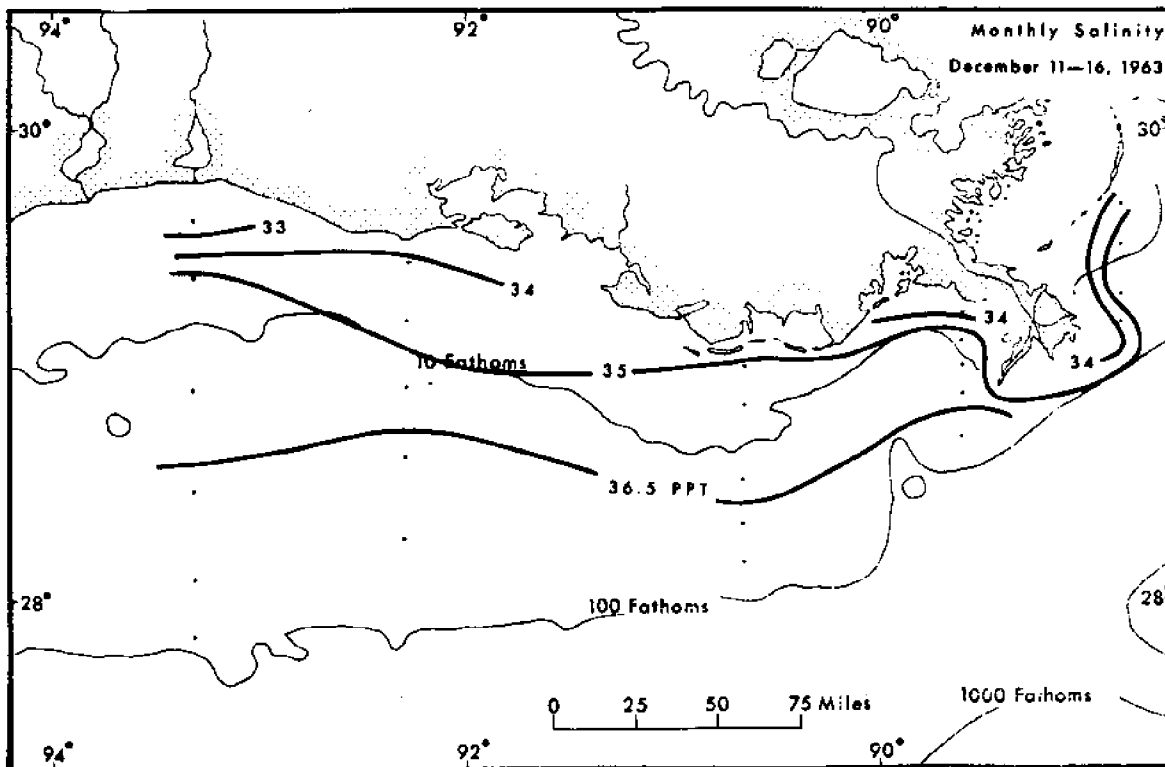 94°
92°
90°
Monthly Salinity
December 11—16, 1963
30°
30°
33
34
34
34
10 Fathoms
35
36.5 PPT
28°
100 Fathoms
28°
0 25 50 75 Miles
1000 Fathoms
94°
92°
90°